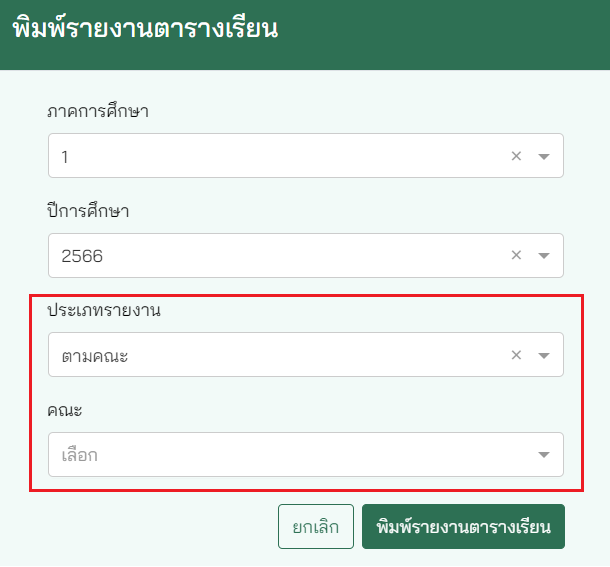 พิมพ์รายงานตารางเรียน
ภาคการศึกษา
1
ปีการศึกษา
2566
ประเภทรายงาน
ตามคณะ
คณะ
เลือก
ยกเลิก พิมพ์รายงานตารางเรียน